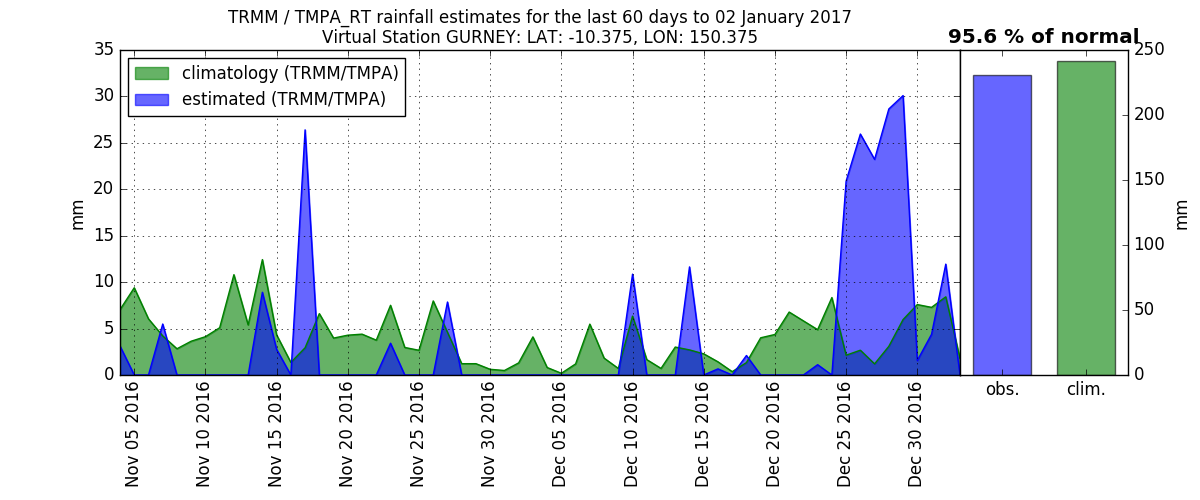 TRMM / TMPA_RT rainfall estimates for the last 60 days to 02 January 2017
Virtual Station GURNEY: LAT: -10.375, LON: 150.375
95.6 % of normal
climatology (TRMM/TMPA)
estimated (TRMM/TMPA)
35
30
25
20
15
10
5
0
mm
Nov 05 2016
Nov 10 2016
Nov 15 2016
Nov 20 2016
Nov 25 2016
Nov 30 2016
Dec 05 2016
Dec 10 2016
Dec 15 2016
Dec 20 2016
Dec 25 2016
Dec 30 2016
obs.
clim.
250
200
150
100
50
0
mm